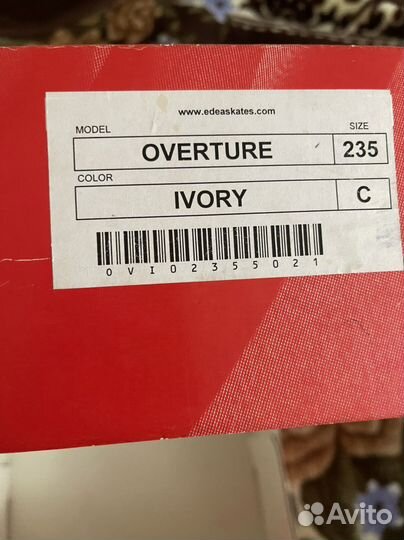 www.edeaskates.com
MODEL SIZE
OVERTURE 235
COLOR
IVORY C
0VI02355021
Avito